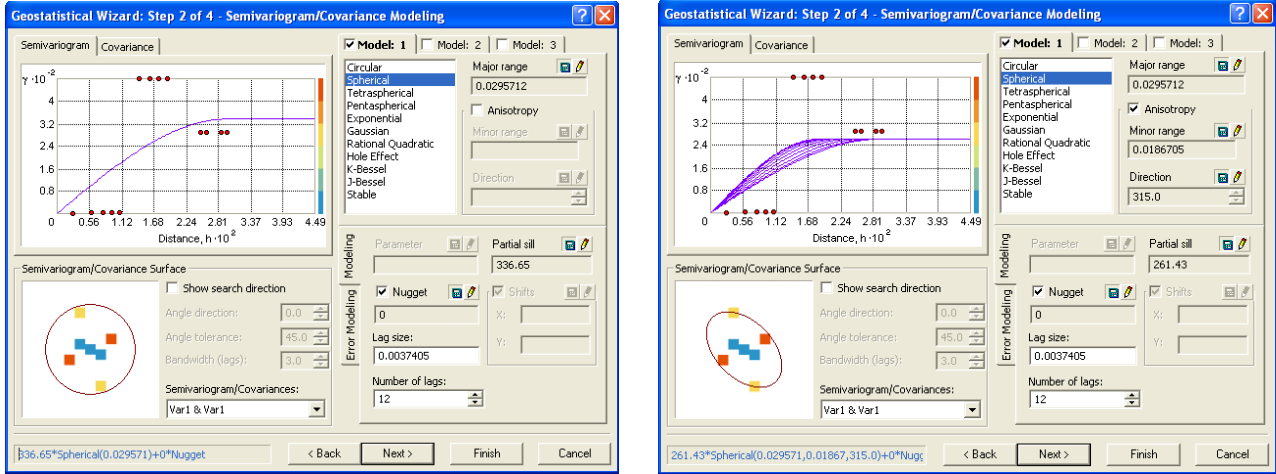 Geostatistical Wizard: Step 2 of 4 - Semivariogram/Covariance Modeling
Semivariogram
Covariance
γ·10⁻²
4
3.2
2.4
1.6
0.8
0 0.56 1.12 1.68 2.24 2.81 3.37 3.93 4.49
Distance, h·10²
Semivariogram/Covariance Surface
Show search direction
Angle direction: 0.0
Angle tolerance: 45.0
Bandwidth (lags): 3.0
Semivariogram/Covariances:
Var1 & Var1
Model: 1
Model: 2
Model: 3
Circular
Spherical
Tetraspherical
Pentaspherical
Exponential
Gaussian
Rational Quadratic
Hole Effect
K-Bessel
J-Bessel
Stable
Major range
0.0295712
Anisotropy
Minor range
Direction
Modeling
Error Modeling
Parameter
Partial sill
336.65
Nugget
0
Shifts
X:
Y:
Lag size:
0.0037405
Number of lags:
12
336.65*Spherical(0.029571)+0*Nugget
< Back
Next >
Finish
Cancel
Geostatistical Wizard: Step 2 of 4 - Semivariogram/Covariance Modeling
Semivariogram
Covariance
γ·10⁻²
4
3.2
2.4
1.6
0.8
0 0.56 1.12 1.68 2.24 2.81 3.37 3.93 4.49
Distance, h·10²
Semivariogram/Covariance Surface
Show search direction
Angle direction: 0.0
Angle tolerance: 45.0
Bandwidth (lags): 3.0
Semivariogram/Covariances:
Var1 & Var1
Model: 1
Model: 2
Model: 3
Circular
Spherical
Tetraspherical
Pentaspherical
Exponential
Gaussian
Rational Quadratic
Hole Effect
K-Bessel
J-Bessel
Stable
Major range
0.0295712
Anisotropy
Minor range
0.0186705
Direction
315.0
Modeling
Error Modeling
Parameter
Partial sill
261.43
Nugget
0
Shifts
X:
Y:
Lag size:
0.0037405
Number of lags:
12
261.43*Spherical(0.029571,0.01867,315.0)+0*Nugg
< Back
Next >
Finish
Cancel